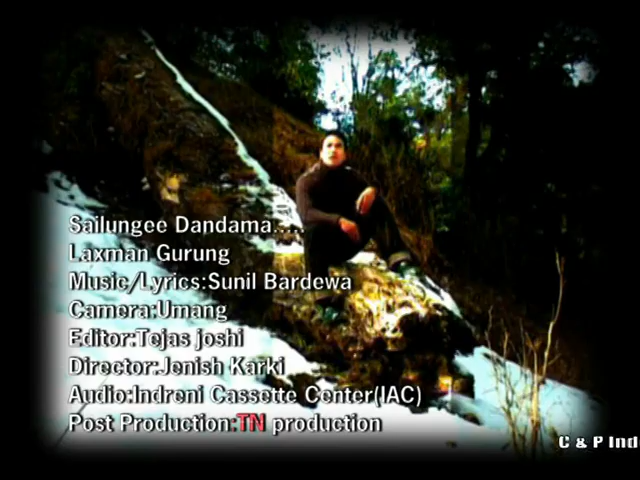 Sailungee Dandama.....
Laxman Gurung
Music/Lyrics:Sunil Bardewa
Camera:Umang
Editor:Tejas joshi
Director:Jenish Karki
Audio:Indreni Cassette Center(IAC)
Post Production:TN production
C & P Ind